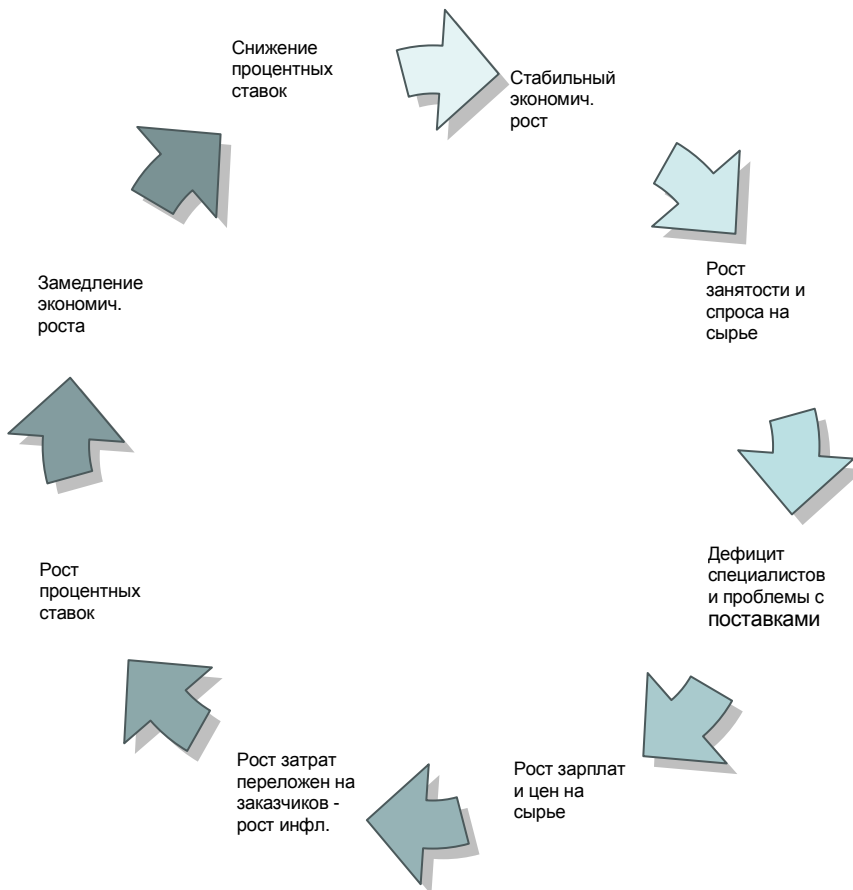 Снижение
процентных
ставок
Стабильный
экономич.
рост
Рост
занятости и
спроса на
сырье
Дефицит
специалистов
и проблемы с
поставками
Рост зарплат
и цен на
сырье
Рост затрат
переложен на
заказчиков -
рост инфл.
Рост
процентных
ставок
Замедление
экономич.
роста